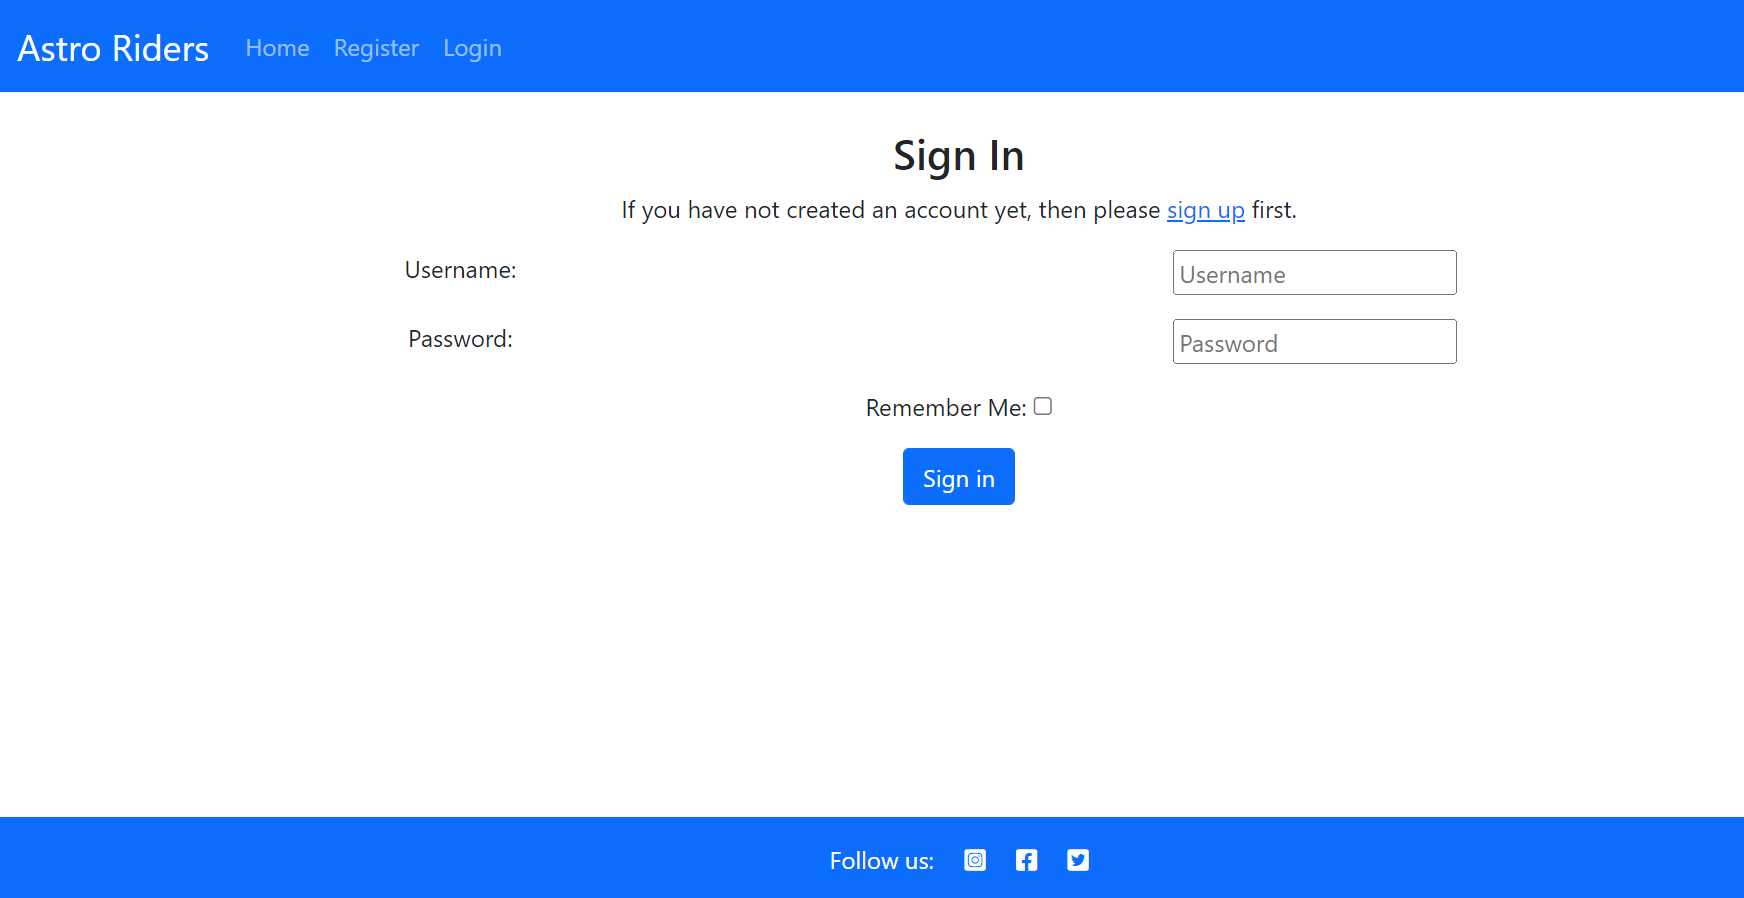 Astro Riders Home Register Login
Sign In
If you have not created an account yet, then please sign up first.
Username: Username
Password: Password
Remember Me:
Sign in
Follow us: